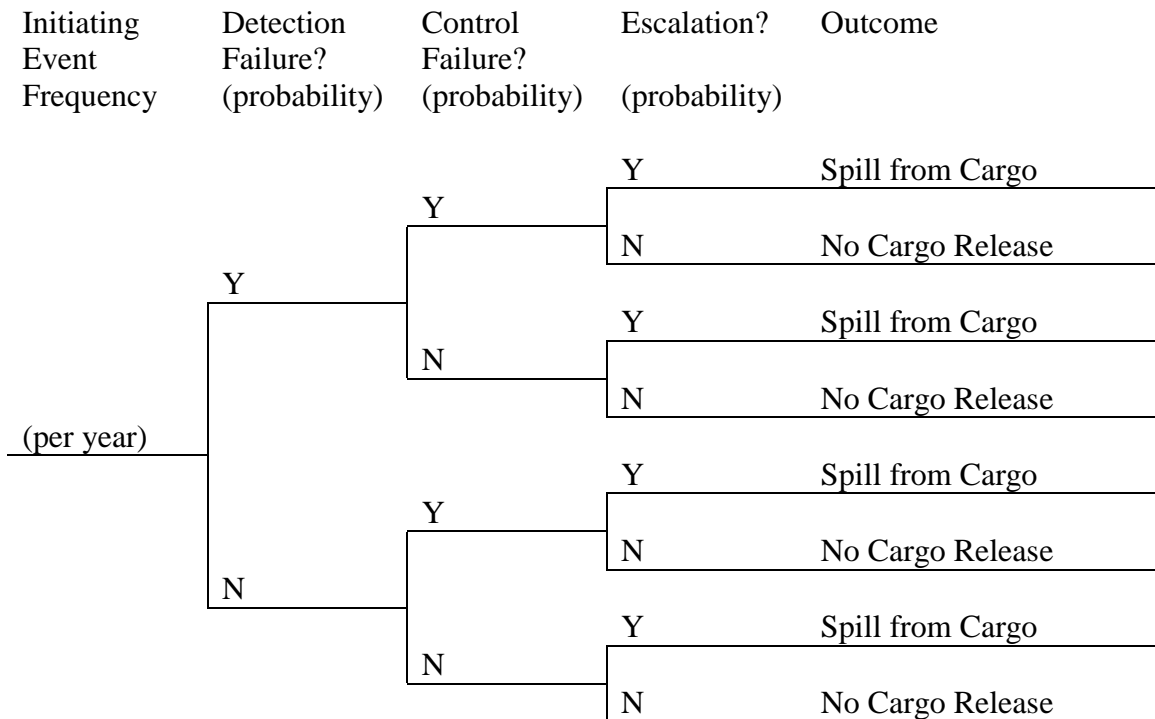 Initiating Detection Control Escalation? Outcome
Event Failure? Failure?
Frequency (probability) (probability) (probability)
Y Spill from Cargo
Y
N No Cargo Release
Y
Y Spill from Cargo
N
N No Cargo Release
(per year)
Y Spill from Cargo
Y
N No Cargo Release
N
Y Spill from Cargo
N
N No Cargo Release